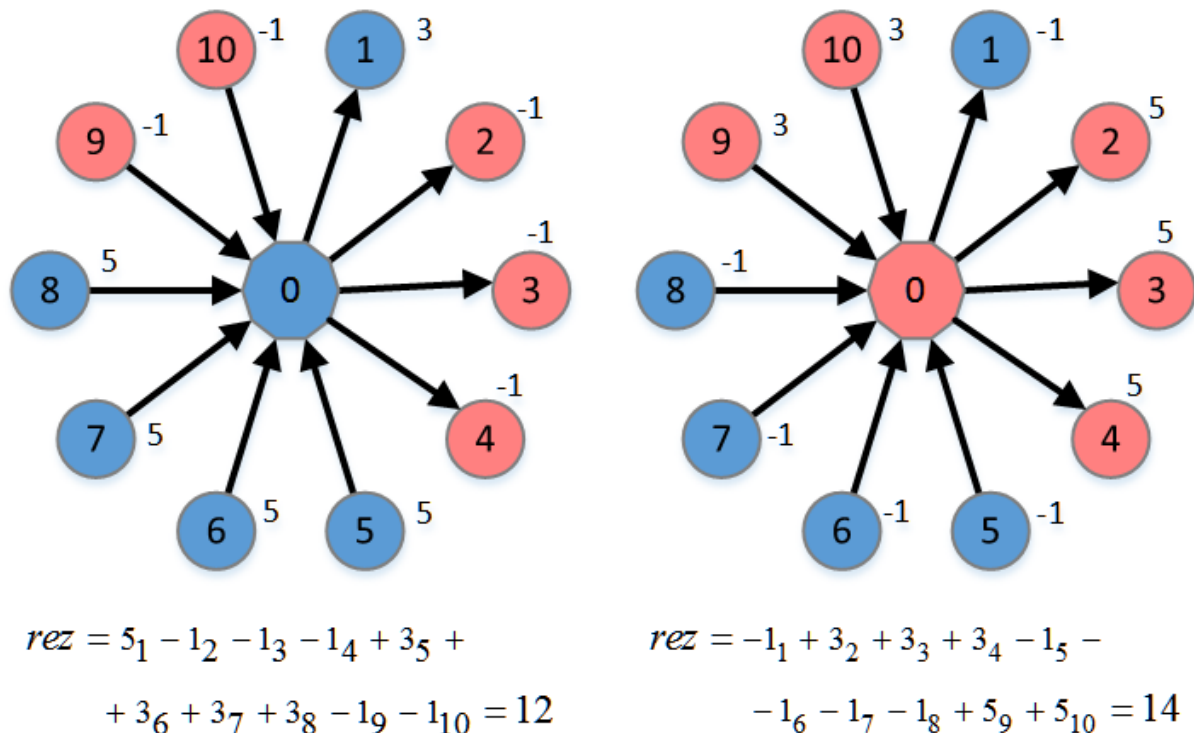 10 -1 1 3
9 -1 2 -1
8 5 0 3 -1
7 5 4 -1
6 5 5 5
rez = 5₁ − 1₂ − 1₃ − 1₄ + 3₅ +
+ 3₆ + 3₇ + 3₈ − 1₉ − 1₁₀ = 12
10 3 1 -1
9 3 2 5
8 -1 0 3 5
7 -1 4 5
6 -1 5 -1
rez = −1₁ + 3₂ + 3₃ + 3₄ − 1₅ −
− 1₆ − 1₇ − 1₈ + 5₉ + 5₁₀ = 14